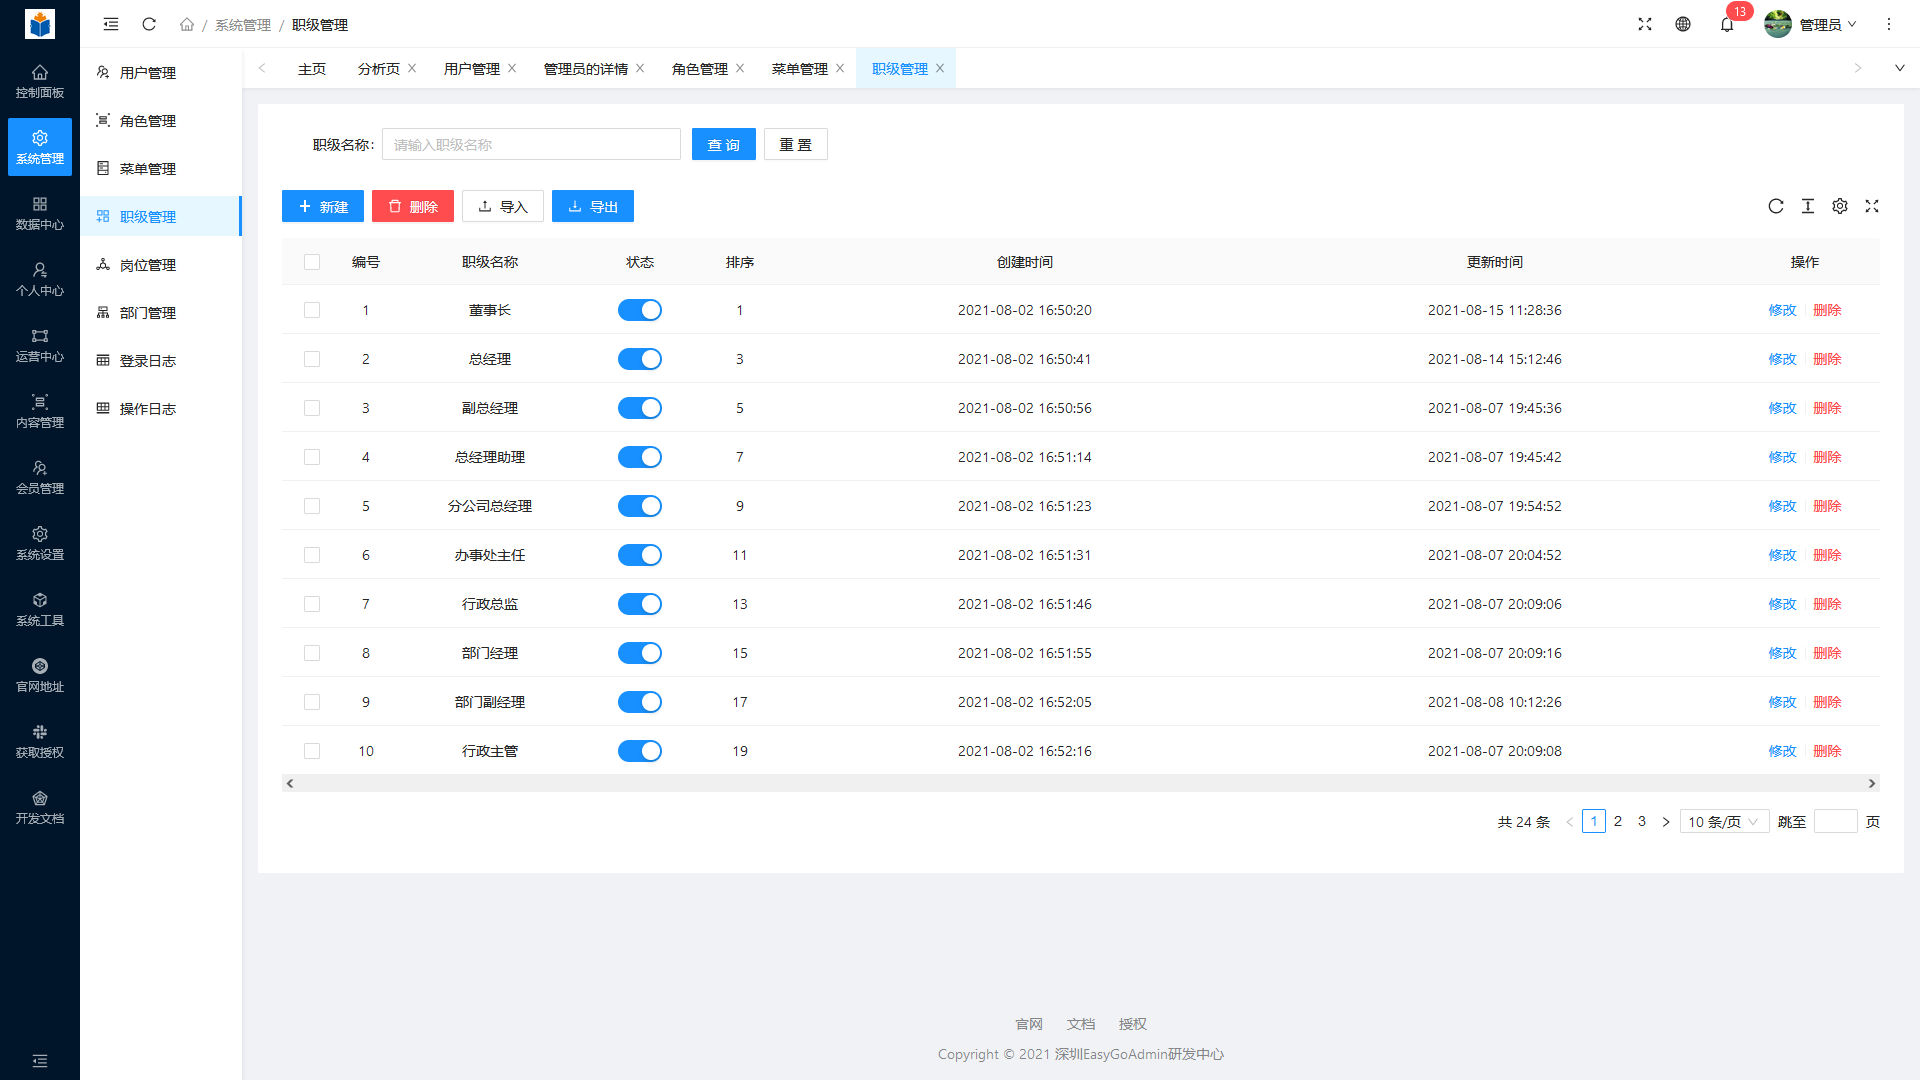 系统管理 / 职级管理
13
管理员
控制面板
系统管理
数据中心
个人中心
运营中心
内容管理
会员管理
系统设置
系统工具
官网地址
获取授权
开发文档
用户管理
角色管理
菜单管理
职级管理
岗位管理
部门管理
登录日志
操作日志
主页 分析页 用户管理 管理员的详情 角色管理 菜单管理 职级管理
职级名称: 请输入职级名称 查 询 重 置
新建 删除 导入 导出
编号 职级名称 状态 排序 创建时间 更新时间 操作
1 董事长 1 2021-08-02 16:50:20 2021-08-15 11:28:36 修改 删除
2 总经理 3 2021-08-02 16:50:41 2021-08-14 15:12:46 修改 删除
3 副总经理 5 2021-08-02 16:50:56 2021-08-07 19:45:36 修改 删除
4 总经理助理 7 2021-08-02 16:51:14 2021-08-07 19:45:42 修改 删除
5 分公司总经理 9 2021-08-02 16:51:23 2021-08-07 19:54:52 修改 删除
6 办事处主任 11 2021-08-02 16:51:31 2021-08-07 20:04:52 修改 删除
7 行政总监 13 2021-08-02 16:51:46 2021-08-07 20:09:06 修改 删除
8 部门经理 15 2021-08-02 16:51:55 2021-08-07 20:09:16 修改 删除
9 部门副经理 17 2021-08-02 16:52:05 2021-08-08 10:12:26 修改 删除
10 行政主管 19 2021-08-02 16:52:16 2021-08-07 20:09:08 修改 删除
共 24 条 1 2 3 10 条/页 跳至 页
官网 文档 授权
Copyright © 2021 深圳EasyGoAdmin研发中心